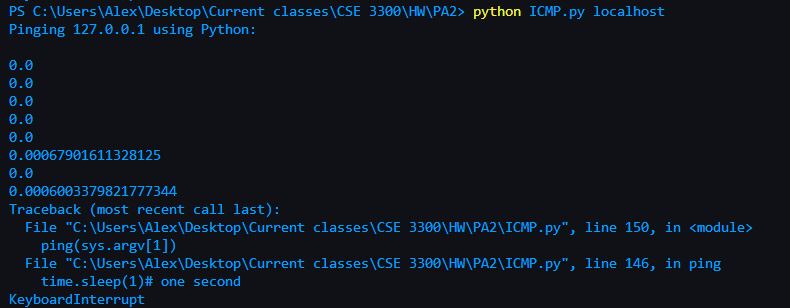 PS C:\Users\Alex\Desktop\Current classes\CSE 3300\HW\PA2> python ICMP.py localhost
Pinging 127.0.0.1 using Python:
0.0
0.0
0.0
0.0
0.0
0.00067901611328125
0.0
0.0006003379821777344
Traceback (most recent call last):
  File "C:\Users\Alex\Desktop\Current classes\CSE 3300\HW\PA2\ICMP.py", line 150, in <module>
    ping(sys.argv[1])
  File "C:\Users\Alex\Desktop\Current classes\CSE 3300\HW\PA2\ICMP.py", line 146, in ping
    time.sleep(1)# one second
KeyboardInterrupt